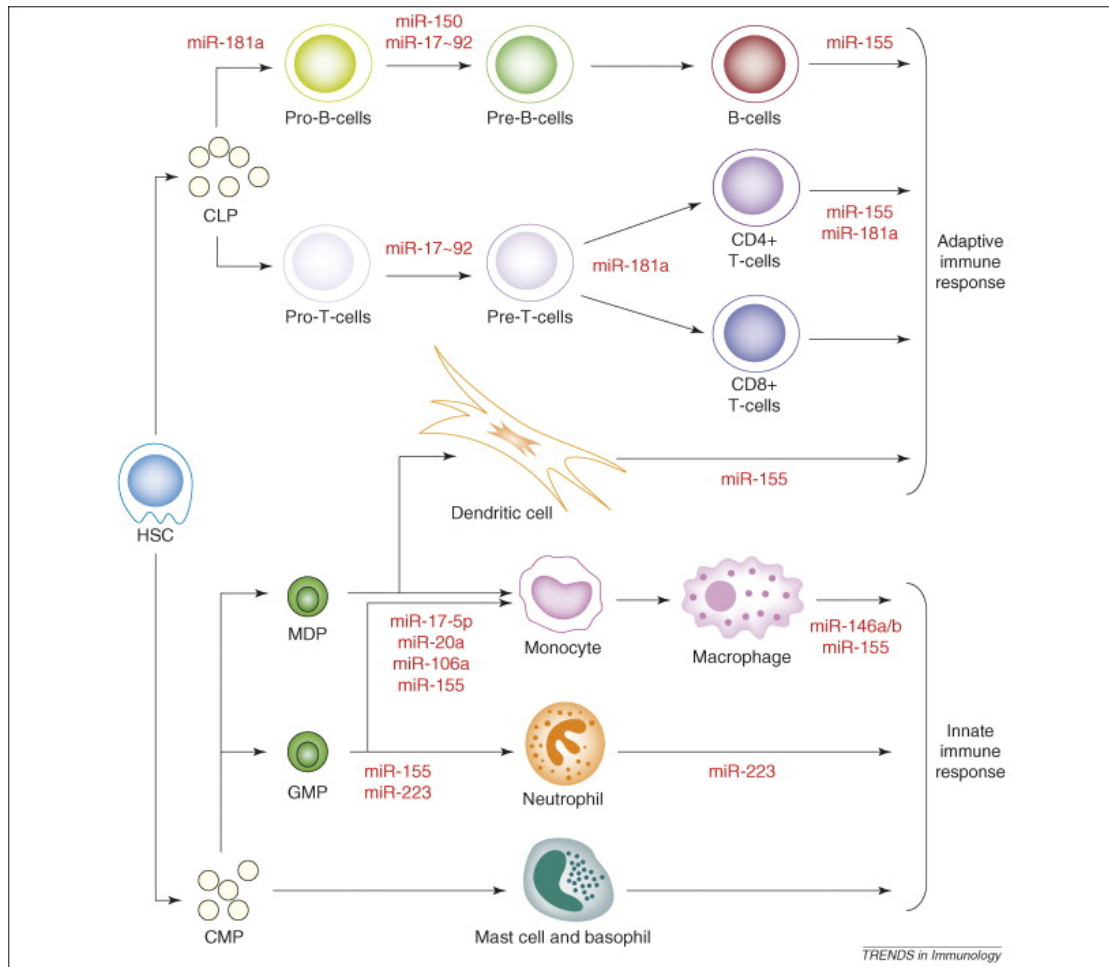 miR-181a
miR-150
miR-17~92
miR-155
Pro-B-cells
Pre-B-cells
B-cells
CLP
miR-17~92
miR-181a
miR-155
miR-181a
CD4+
T-cells
Pro-T-cells
Pre-T-cells
CD8+
T-cells
Adaptive
immune
response
miR-155
Dendritic cell
HSC
MDP
miR-17-5p
miR-20a
miR-106a
miR-155
Monocyte
Macrophage
miR-146a/b
miR-155
GMP
miR-155
miR-223
Neutrophil
miR-223
Innate
immune
response
CMP
Mast cell and basophil
TRENDS in Immunology